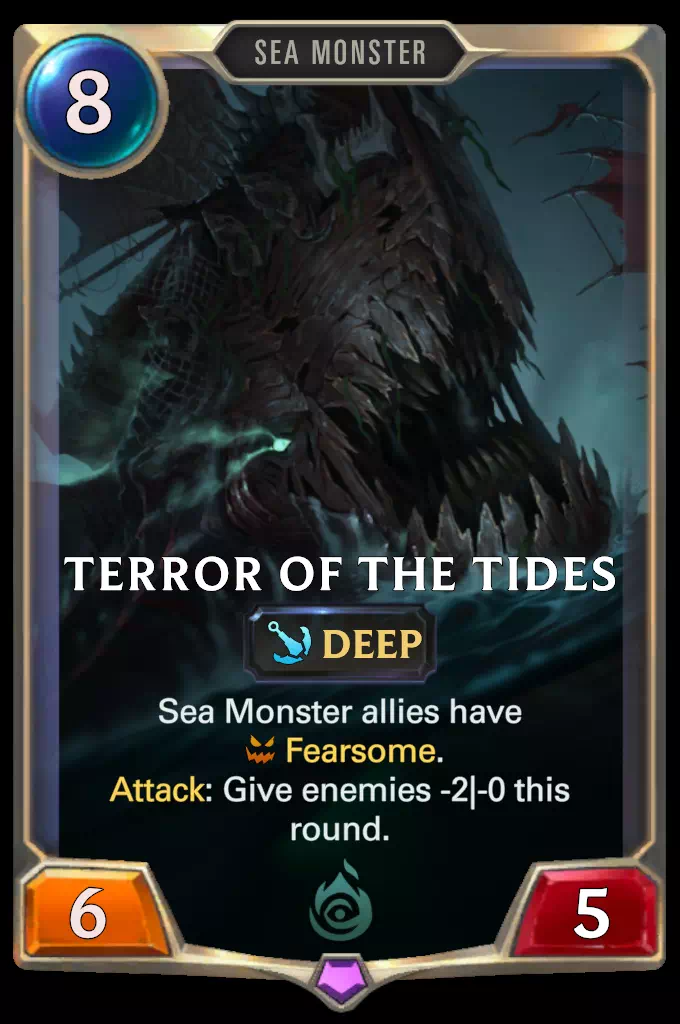 SEA MONSTER
8
TERROR OF THE TIDES
DEEP
Sea Monster allies have
Fearsome.
Attack: Give enemies -2|-0 this
round.
6
5